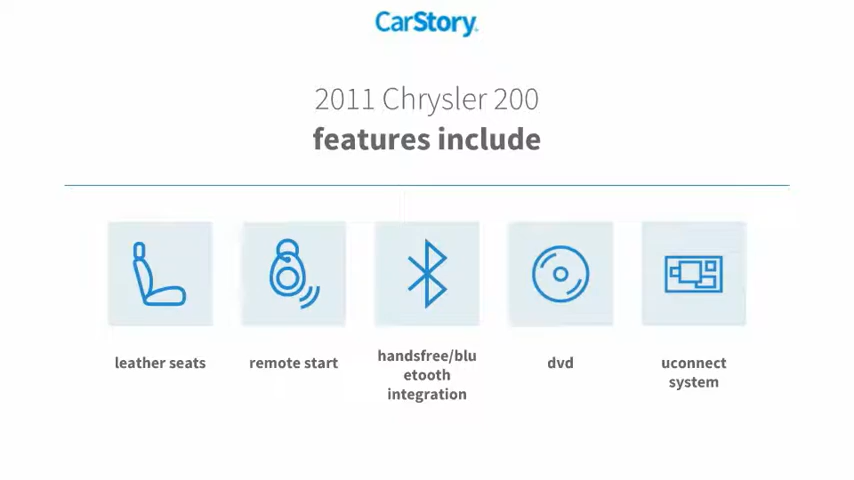 CarStory.
2011 Chrysler 200
features include
leather seats
remote start
handsfree/blu
etooth
integration
dvd
uconnect
system